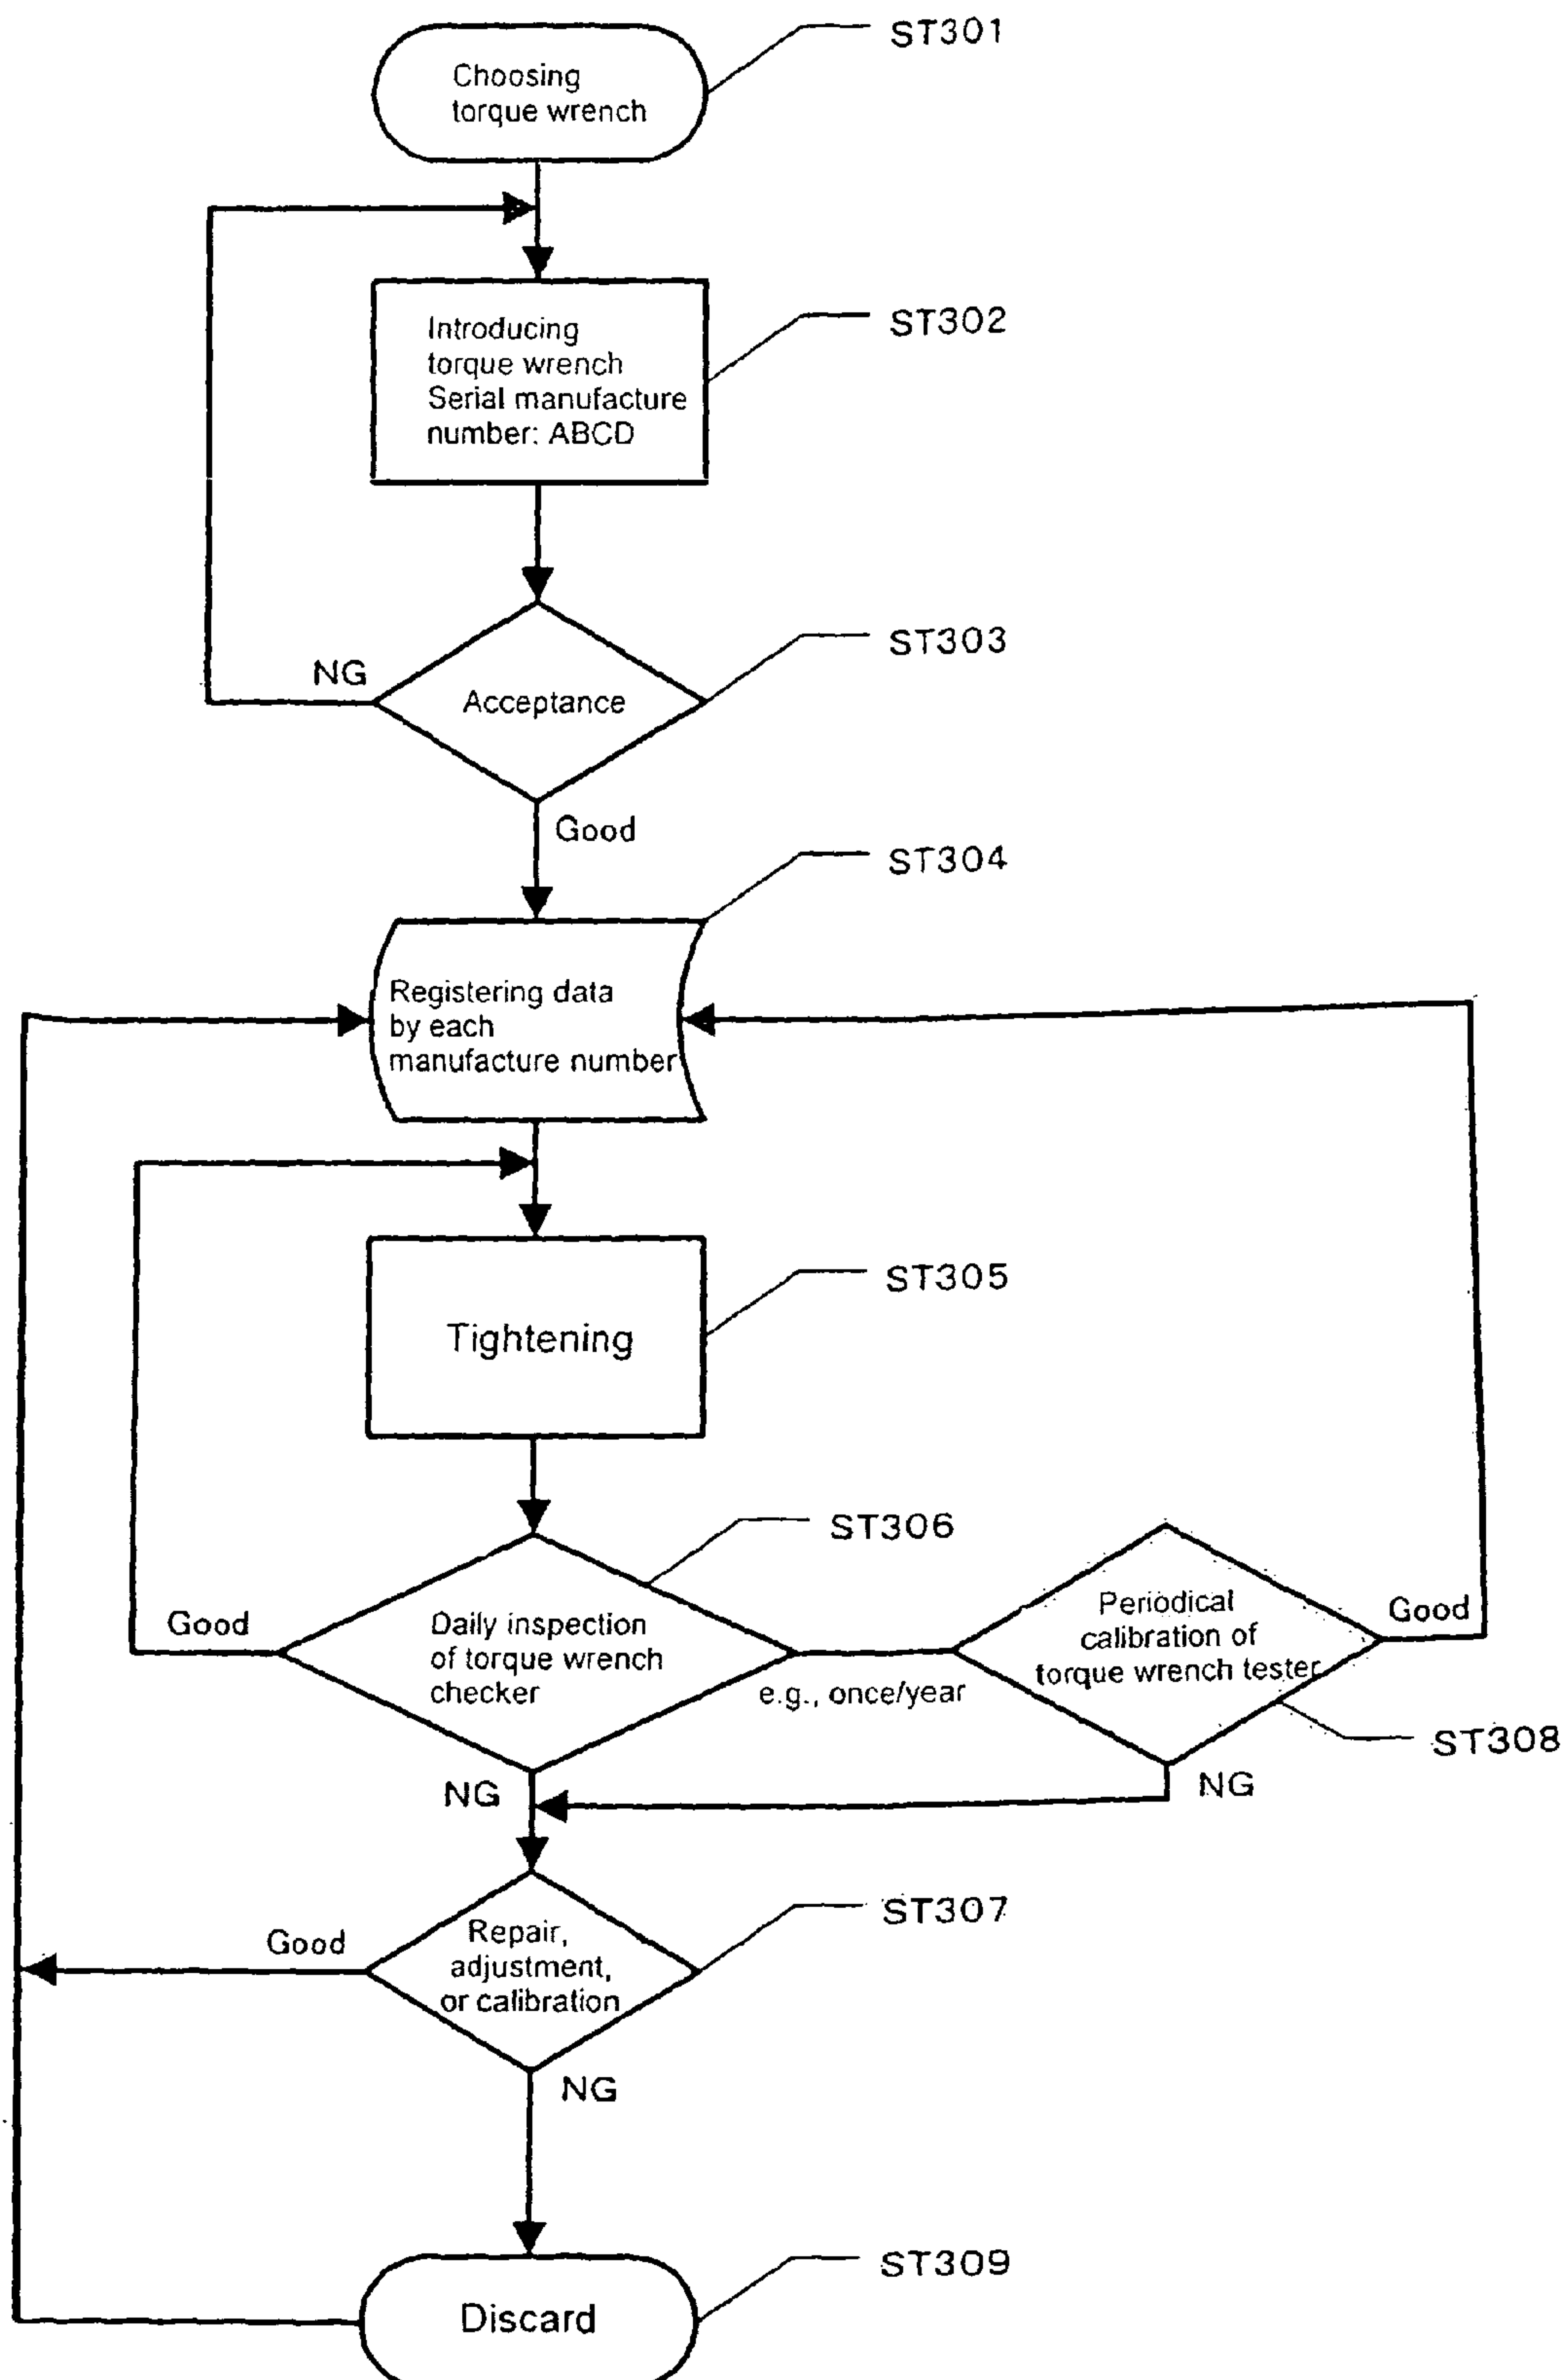 ST301
Choosing
torque wrench
ST302
Introducing
torque wrench
Serial manufacture
number: ABCD
ST303
NG
Acceptance
Good
ST304
Registering data
by each
manufacture number
ST305
Tightening
ST306
Good
Daily inspection
of torque wrench
checker
e.g., once/year
Periodical
calibration of
torque wrench tester
Good
ST308
NG
NG
ST307
Good
Repair,
adjustment,
or calibration
NG
ST309
Discard